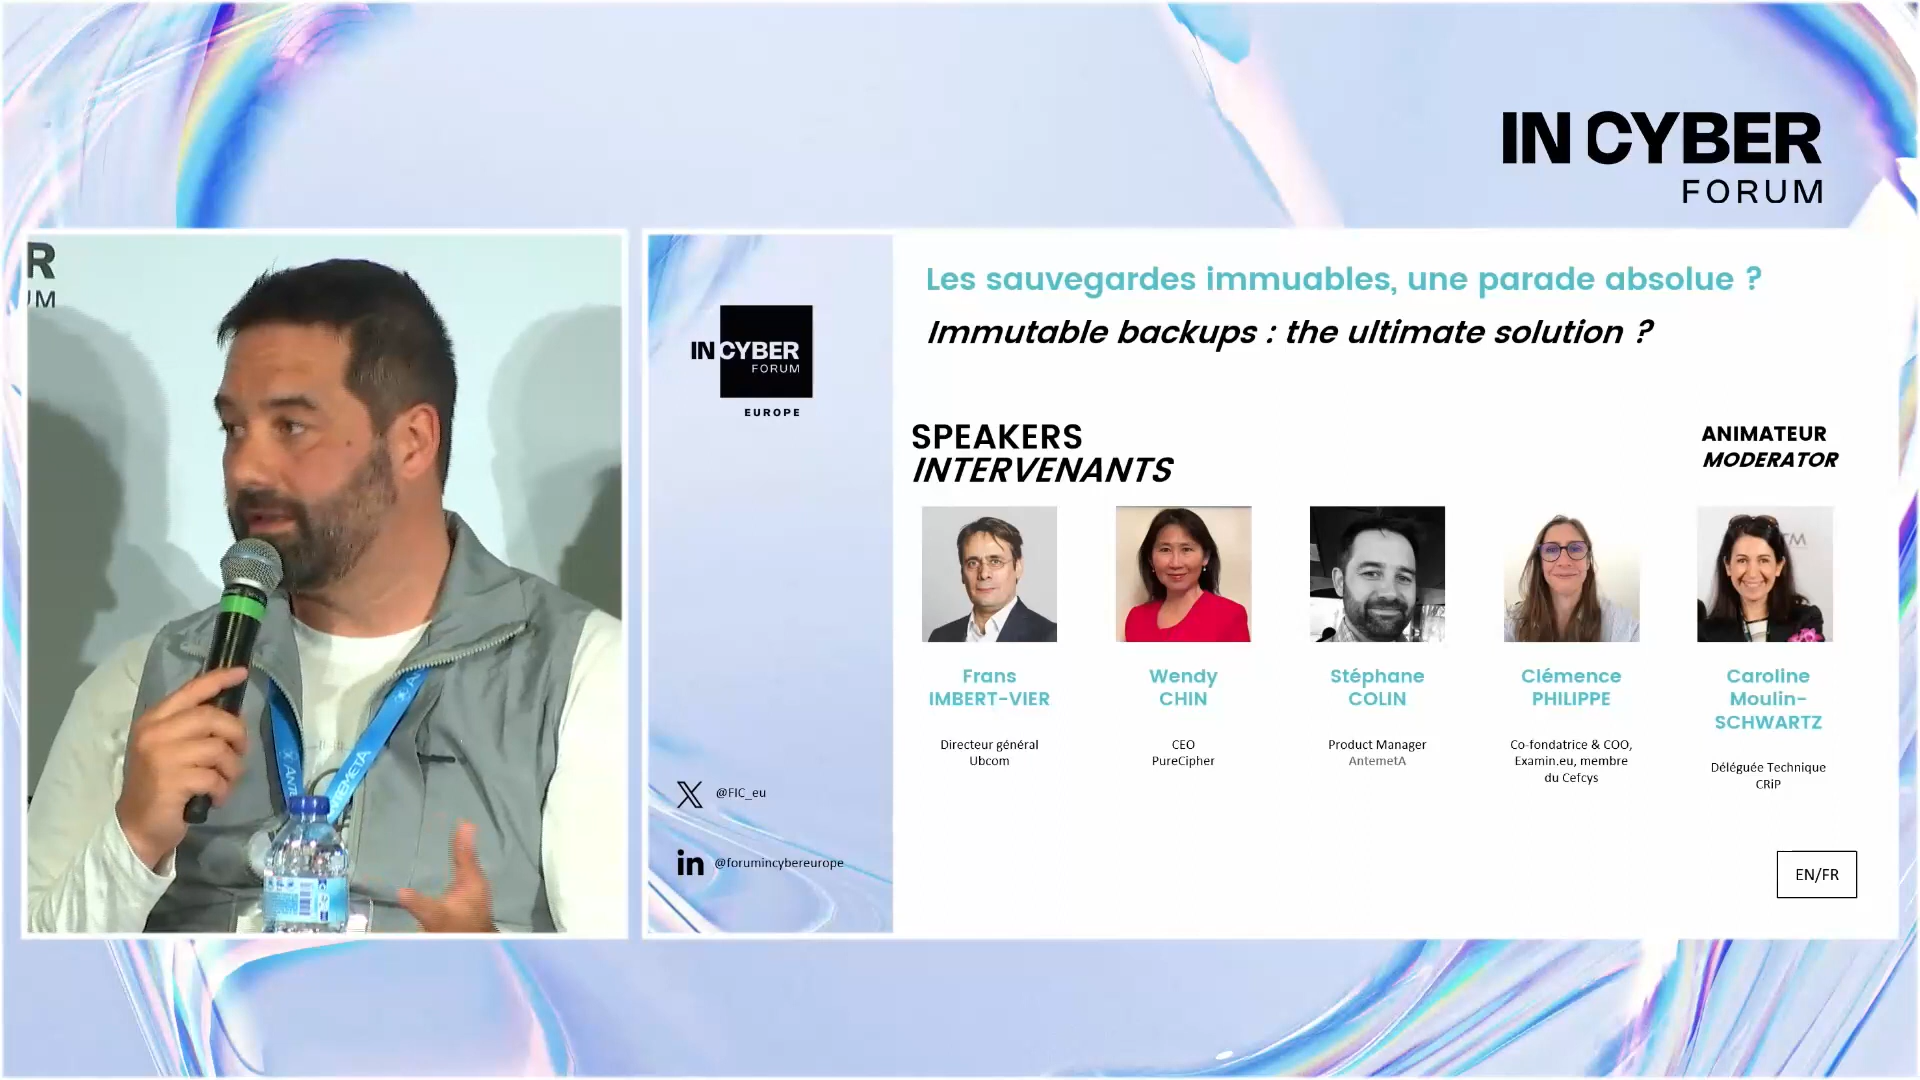 IN CYBER
FORUM
R
UM
ANTEMETA
Les sauvegardes immuables, une parade absolue ?
Immutable backups : the ultimate solution ?
IN CYBER
FORUM
EUROPE
SPEAKERS
INTERVENANTS
ANIMATEUR
MODERATOR
Frans
IMBERT-VIER
Directeur général
Ubcom
Wendy
CHIN
CEO
PureCipher
Stéphane
COLIN
Product Manager
AntemetA
Clémence
PHILIPPE
Co-fondatrice & COO,
Examin.eu, membre
du Cefcys
Caroline
Moulin-
SCHWARTZ
Déléguée Technique
CRiP
@FIC_eu
in @forumincybereurope
EN/FR